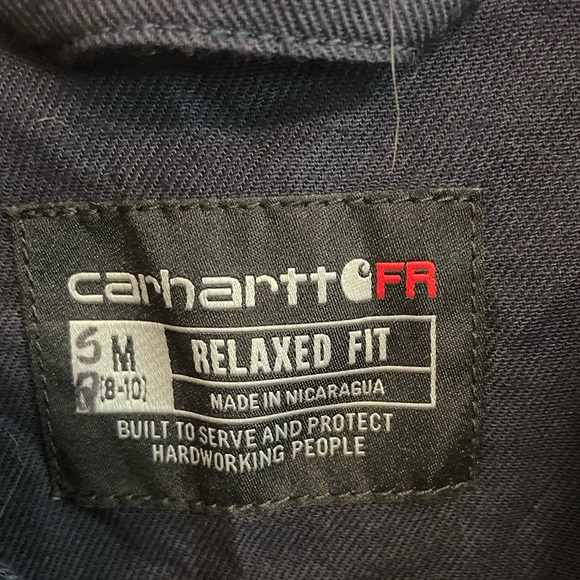 carhartt FR
S M
R [8-10]
RELAXED FIT
MADE IN NICARAGUA
BUILT TO SERVE AND PROTECT
HARDWORKING PEOPLE